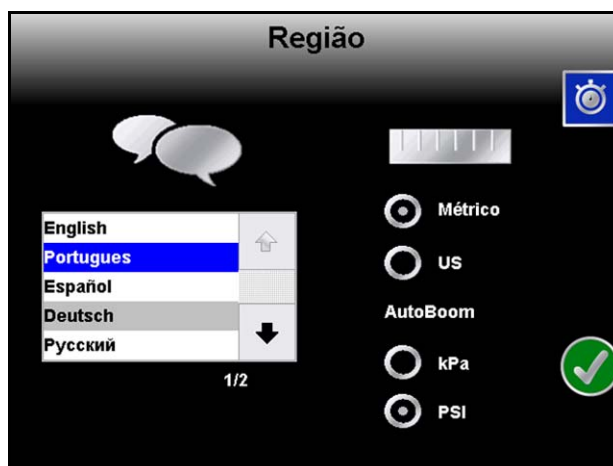 Região
English
Portugues
Español
Deutsch
Русский
1/2
Métrico
US
AutoBoom
kPa
PSI